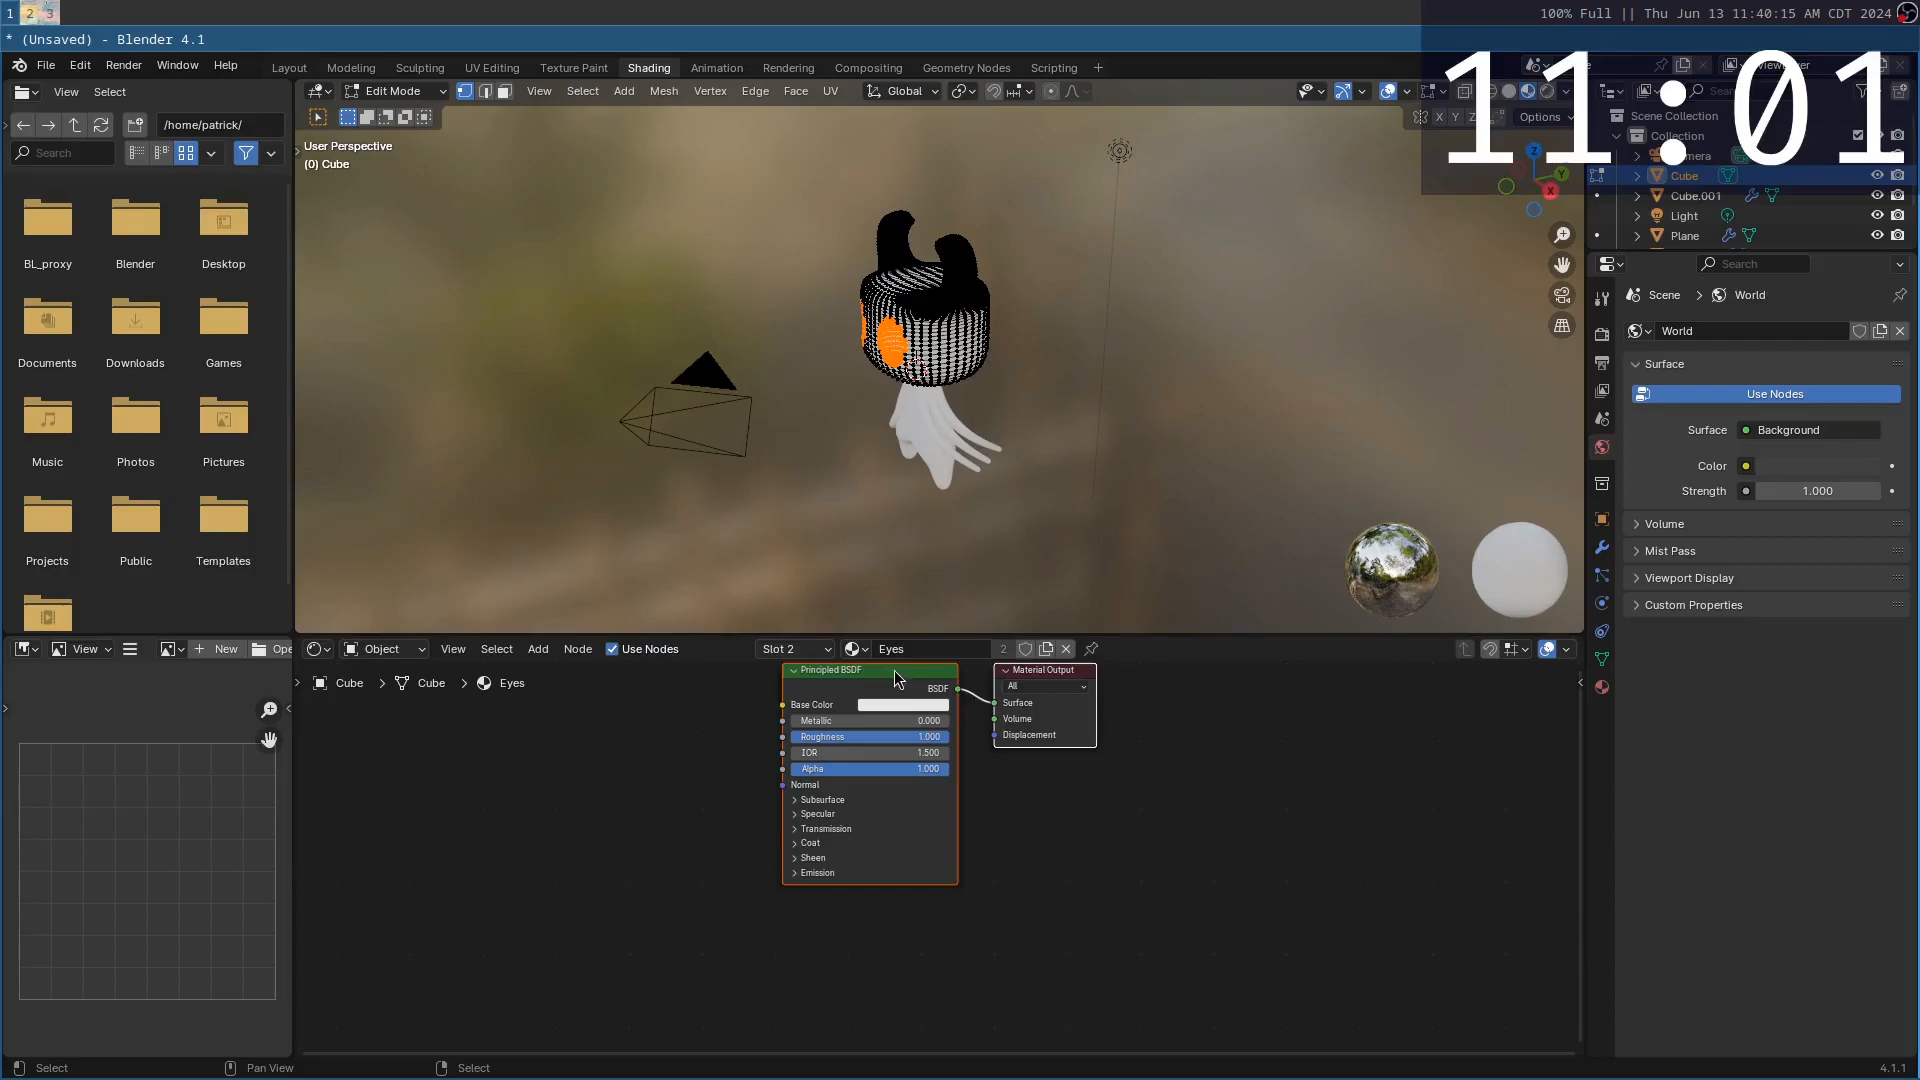 1 2 3
100% Full || Thu Jun 13 11:40:15 AM CDT 2024
* (Unsaved) - Blender 4.1
File Edit Render Window Help
Layout Modeling Sculpting UV Editing Texture Paint Shading Animation Rendering Compositing Geometry Nodes Scripting +
11:01
View Select
Edit Mode View Select Add Mesh Vertex Edge Face UV Global
/home/patrick/
X Y Z Options
Search
User Perspective
(0) Cube
Scene Collection
Collection
Cube
Cube.001
Light
Plane
Z Y X
BL_proxy Blender Desktop
Documents Downloads Games
Music Photos Pictures
Projects Public Templates
Search
Scene > World
World
Surface
Use Nodes
Surface Background
Color
Strength 1.000
Volume
Mist Pass
Viewport Display
Custom Properties
View + New
Object View Select Add Node Use Nodes Slot 2 Eyes 2
Cube > Cube > Eyes
Principled BSDF
BSDF
Base Color
Metallic 0.000
Roughness 1.000
IOR 1.500
Alpha 1.000
Normal
Subsurface
Specular
Transmission
Coat
Sheen
Emission
Material Output
All
Surface
Volume
Displacement
Select Pan View Select 4.1.1